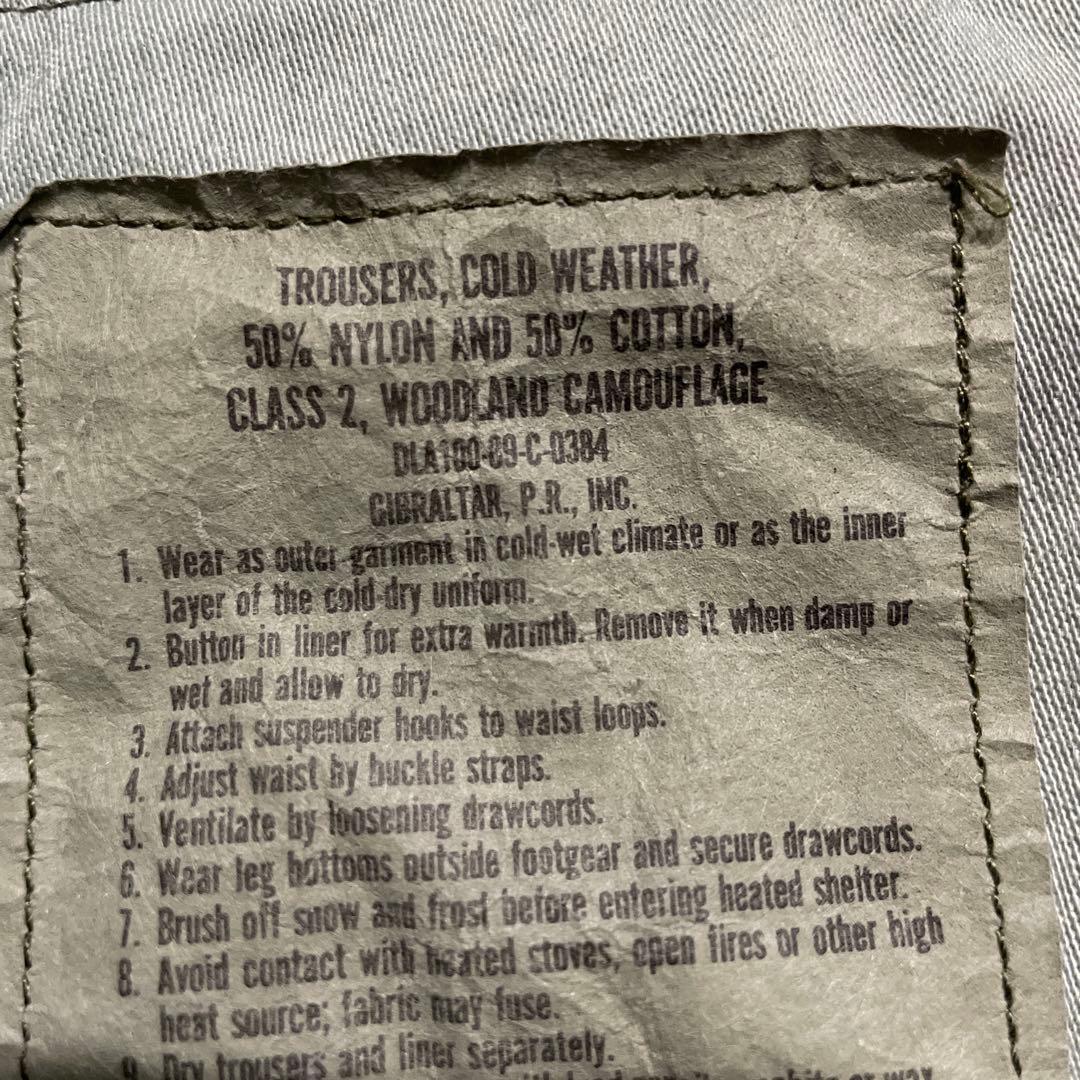 TROUSERS, COLD WEATHER,
50% NYLON AND 50% COTTON,
CLASS 2, WOODLAND CAMOUFLAGE
DLA100-89-C-0384
GIBRALTAR, P.R., INC.
1. Wear as outer garment in cold-wet climate or as the inner
layer of the cold-dry uniform.
2. Button in liner for extra warmth. Remove it when damp or
wet and allow to dry.
3. Attach suspender hooks to waist loops.
4. Adjust waist by buckle straps.
5. Ventilate by loosening drawcords.
6. Wear leg bottoms outside footgear and secure drawcords.
7. Brush off snow and frost before entering heated shelter.
8. Avoid contact with heated stoves, open fires or other high
heat source; fabric may fuse.
9. Dry trousers and liner separately.
or wax